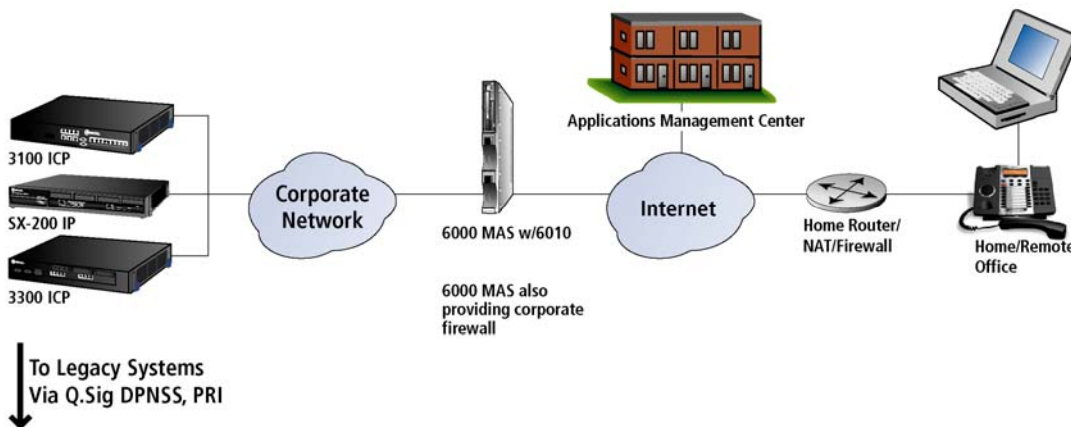 3100 ICP
SX-200 IP
3300 ICP
To Legacy Systems
Via Q.Sig DPNSS, PRI
Corporate
Network
6000 MAS w/6010
6000 MAS also
providing corporate
firewall
Applications Management Center
Internet
Home Router/
NAT/Firewall
Home/Remote
Office